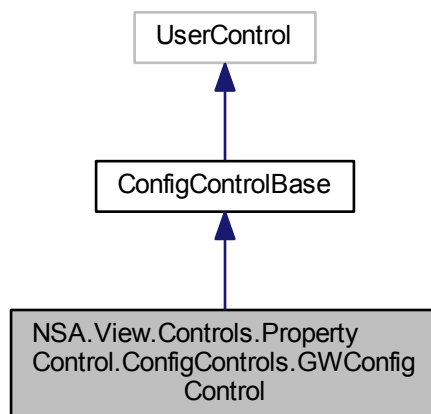 UserControl
ConfigControlBase
NSA.View.Controls.Property
Control.ConfigControls.GWConfig
Control